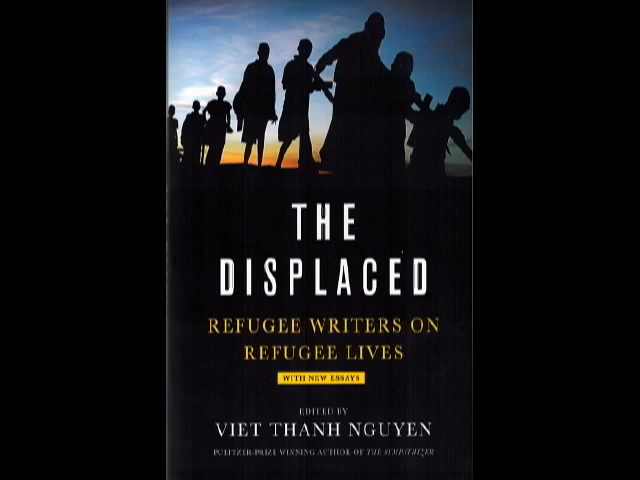 THE
DISPLACED
REFUGEE WRITERS ON
REFUGEE LIVES
WITH NEW ESSAYS
EDITED BY
VIET THANH NGUYEN
PULITZER-PRIZE WINNING AUTHOR OF THE SYMPATHIZER